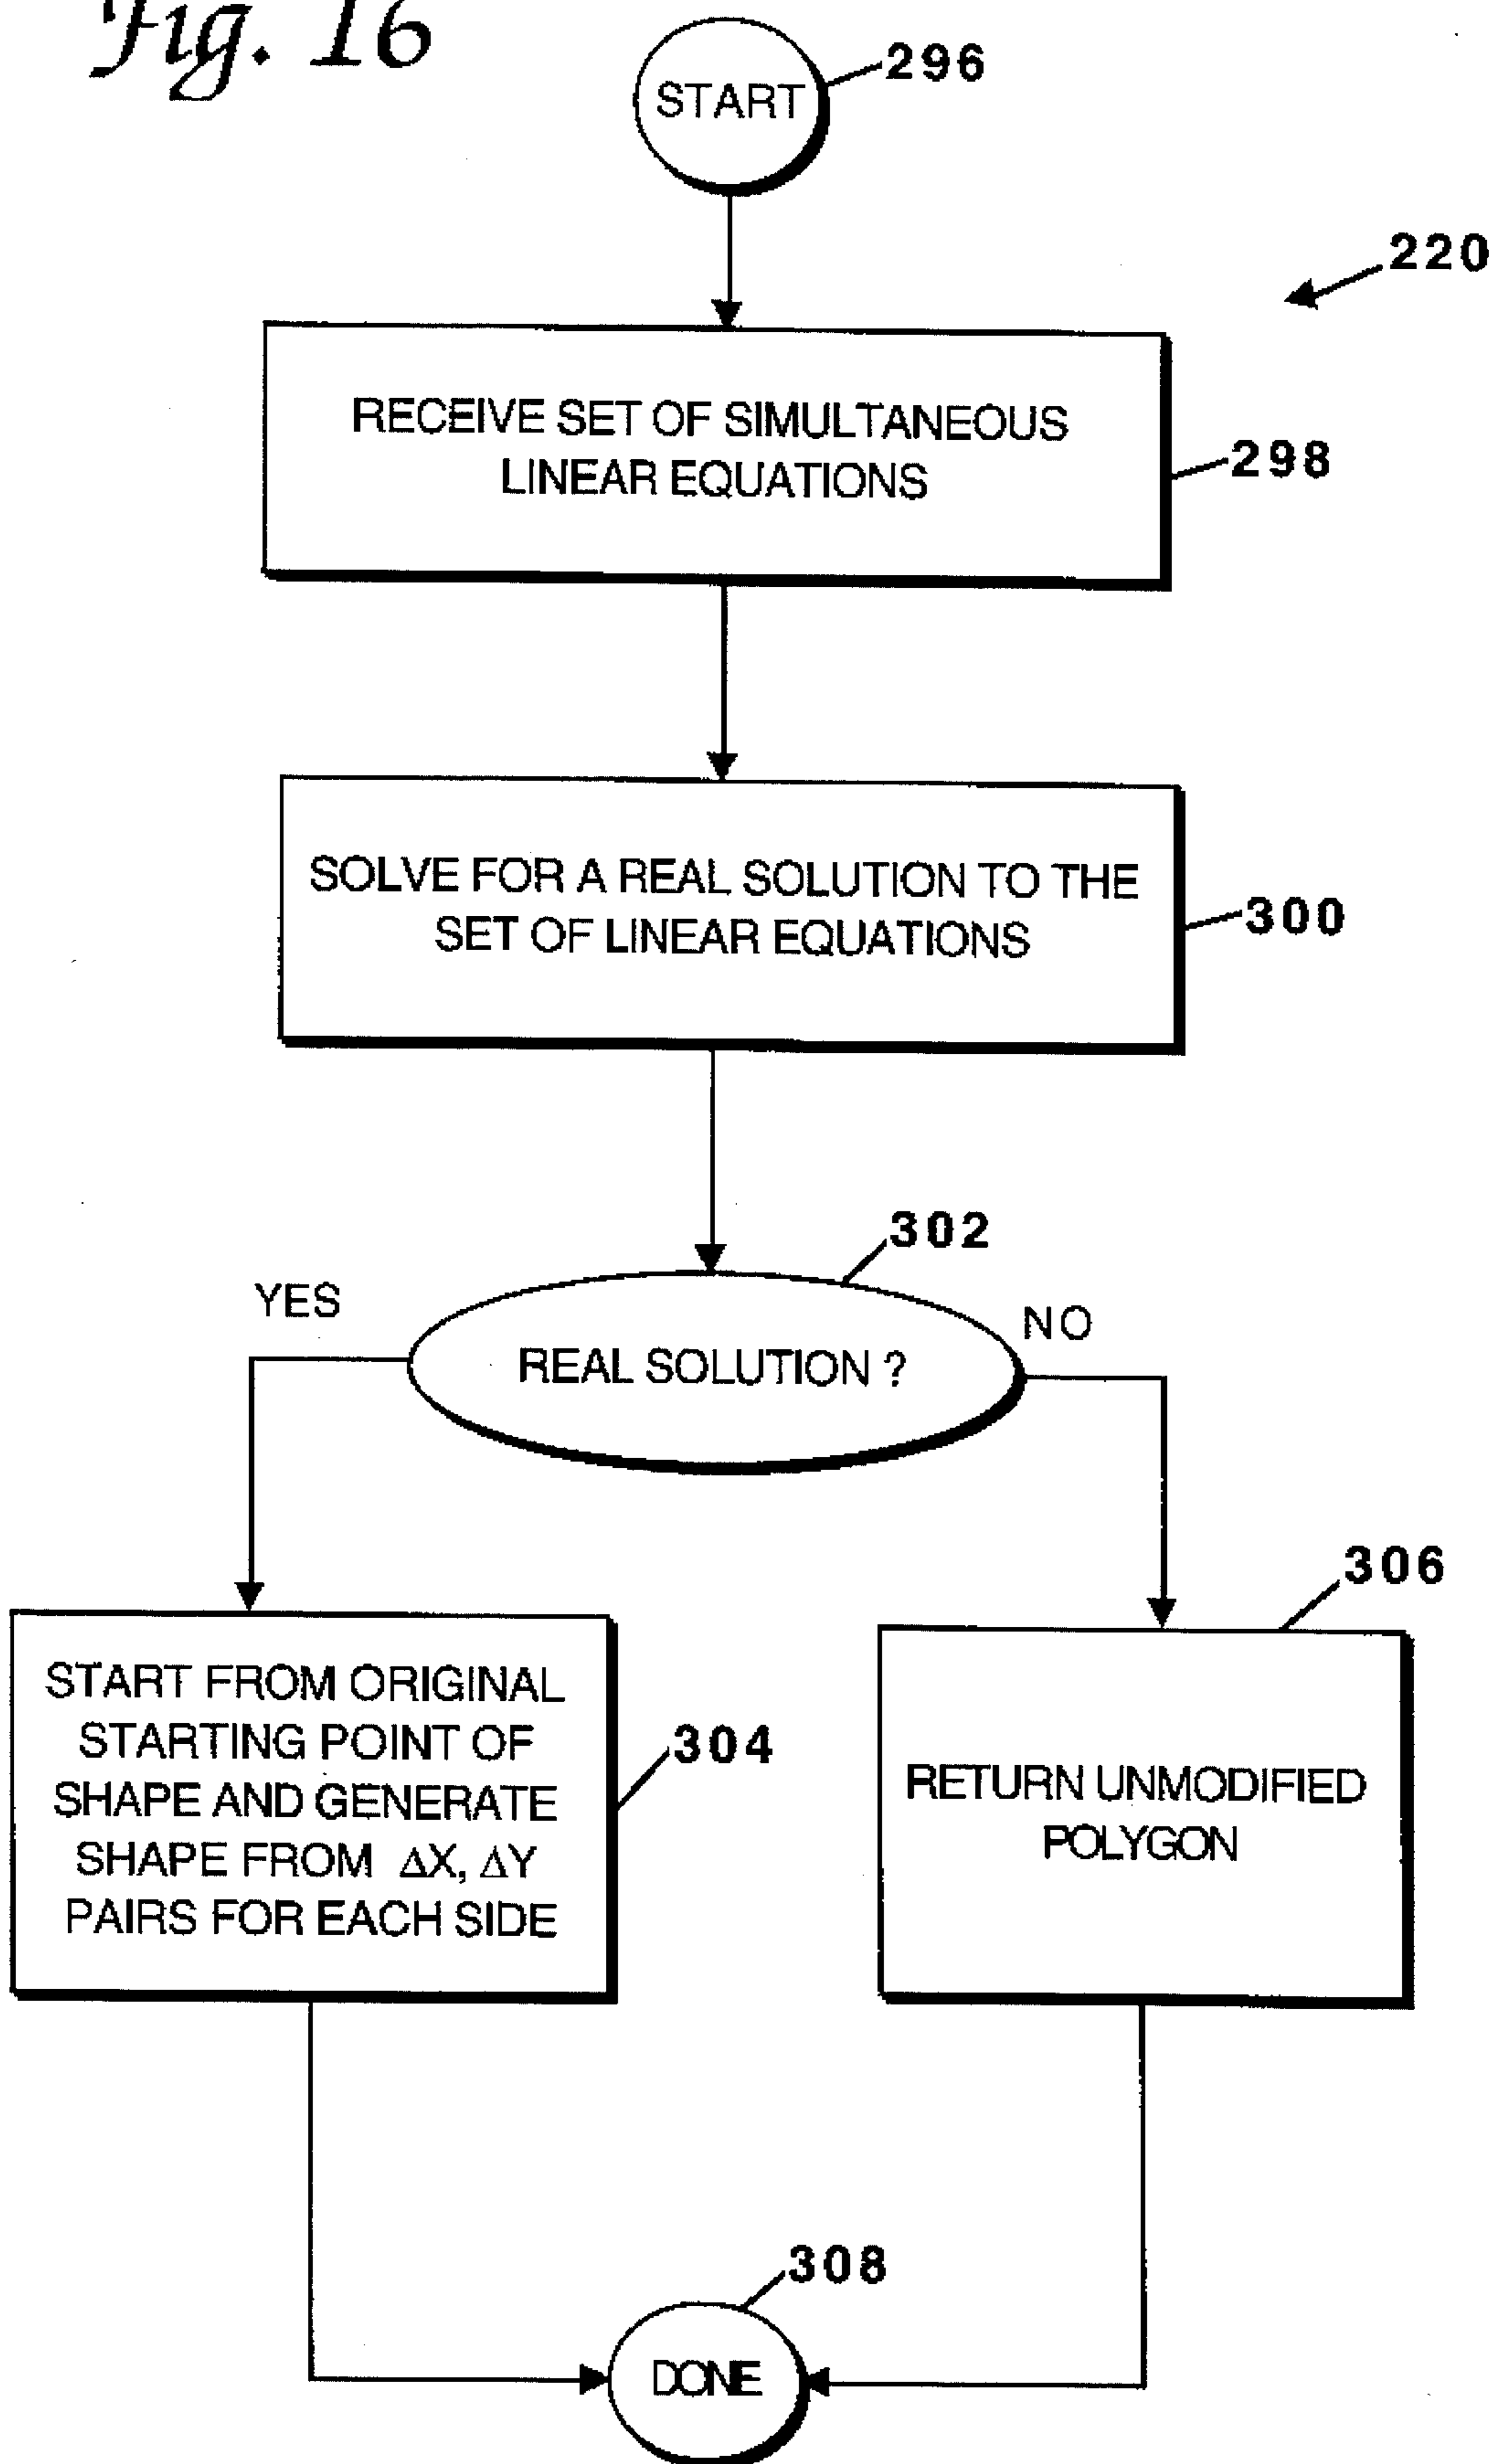 Fig. 16
START
296
220
RECEIVE SET OF SIMULTANEOUS
LINEAR EQUATIONS
298
SOLVE FOR A REAL SOLUTION TO THE
SET OF LINEAR EQUATIONS
300
302
YES
NO
REAL SOLUTION ?
306
START FROM ORIGINAL
STARTING POINT OF
SHAPE AND GENERATE
SHAPE FROM ΔX, ΔY
PAIRS FOR EACH SIDE
304
RETURN UNMODIFIED
POLYGON
308
DONE